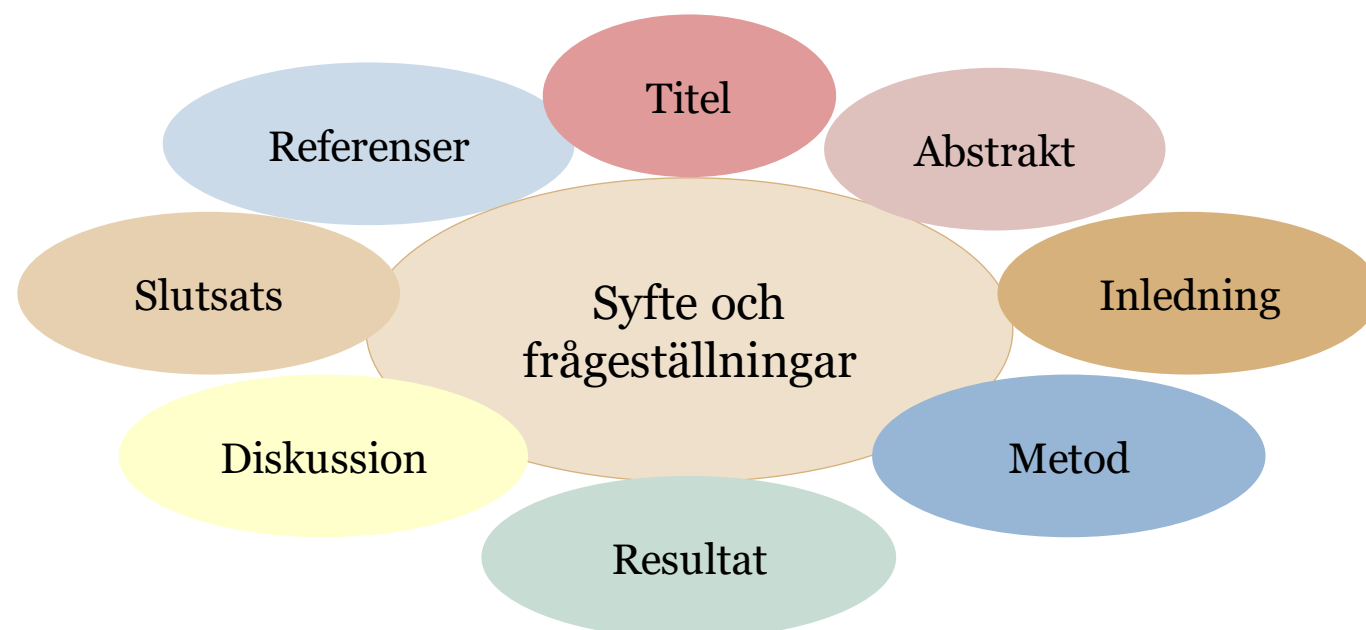 Titel
Referenser
Abstrakt
Slutsats
Syfte och
frågeställningar
Inledning
Diskussion
Metod
Resultat